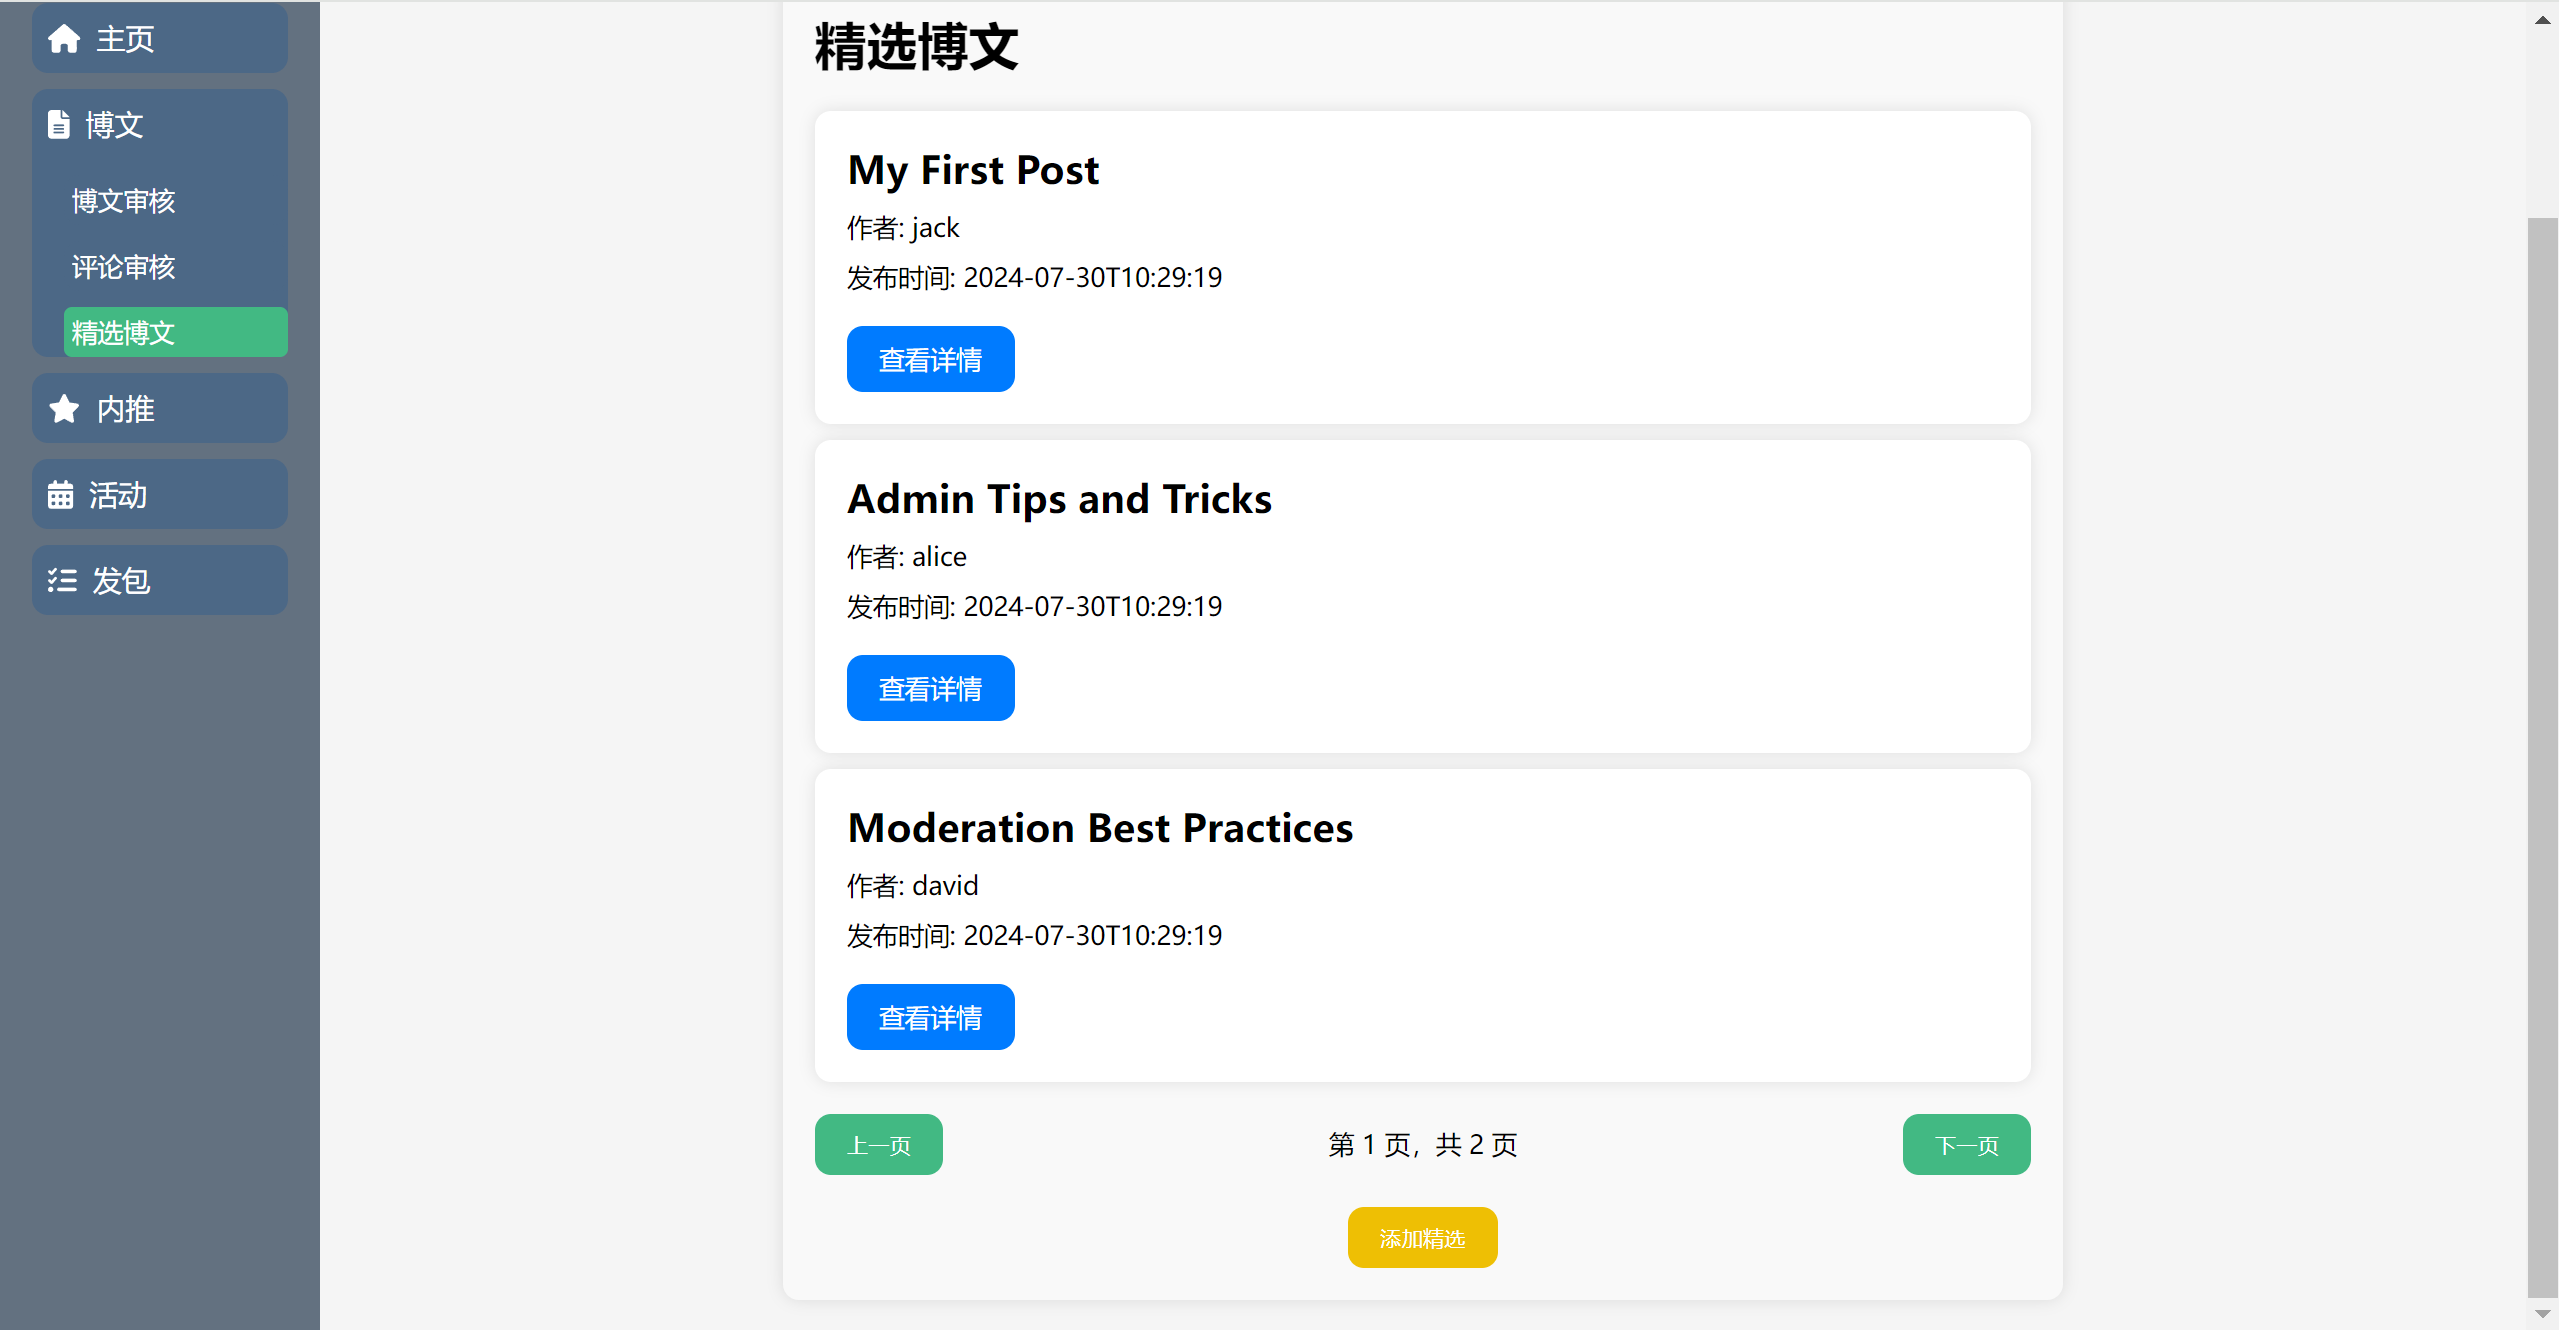 主页
博文
博文审核
评论审核
精选博文
内推
活动
发包
精选博文
My First Post
作者: jack
发布时间: 2024-07-30T10:29:19
查看详情
Admin Tips and Tricks
作者: alice
发布时间: 2024-07-30T10:29:19
查看详情
Moderation Best Practices
作者: david
发布时间: 2024-07-30T10:29:19
查看详情
上一页
第 1 页，共 2 页
下一页
添加精选